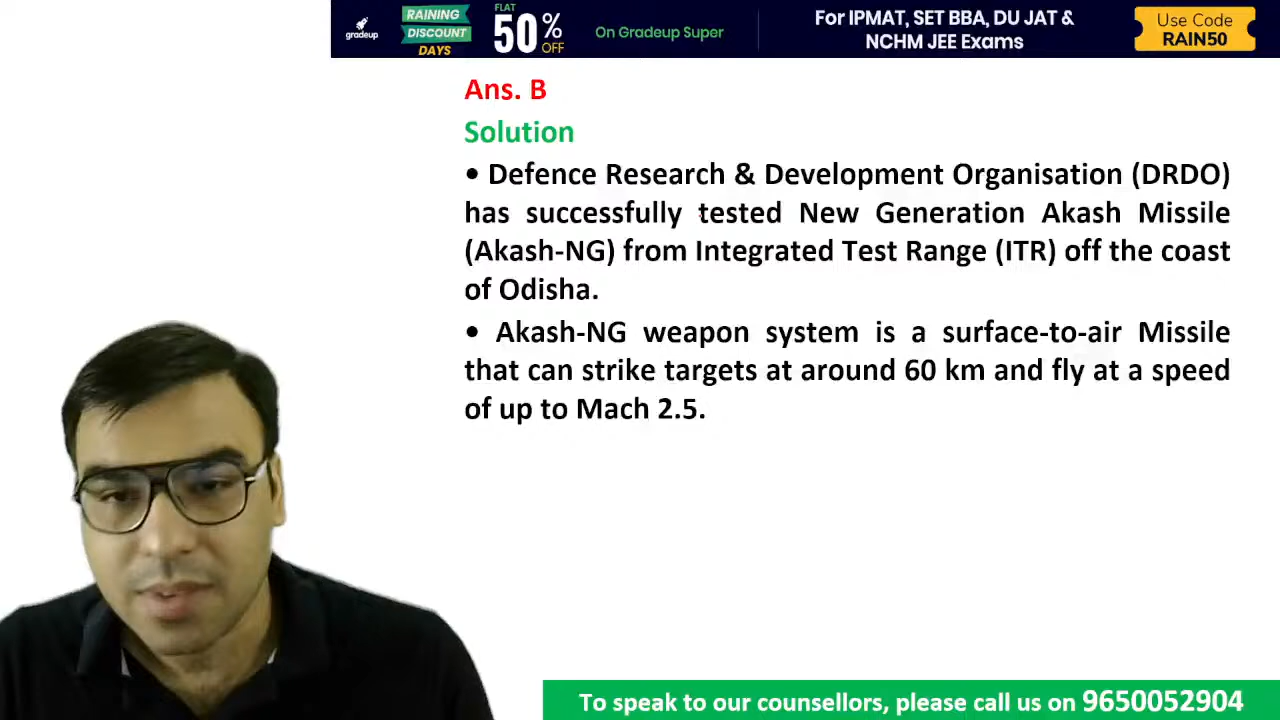 gradeup
RAINING
DISCOUNT
DAYS
FLAT
50%
OFF
On Gradeup Super
For IPMAT, SET BBA, DU JAT &
NCHM JEE Exams
Use Code
RAIN50
Ans. B
Solution
• Defence Research & Development Organisation (DRDO)
has successfully tested New Generation Akash Missile
(Akash-NG) from Integrated Test Range (ITR) off the coast
of Odisha.
• Akash-NG weapon system is a surface-to-air Missile
that can strike targets at around 60 km and fly at a speed
of up to Mach 2.5.
To speak to our counsellors, please call us on 9650052904